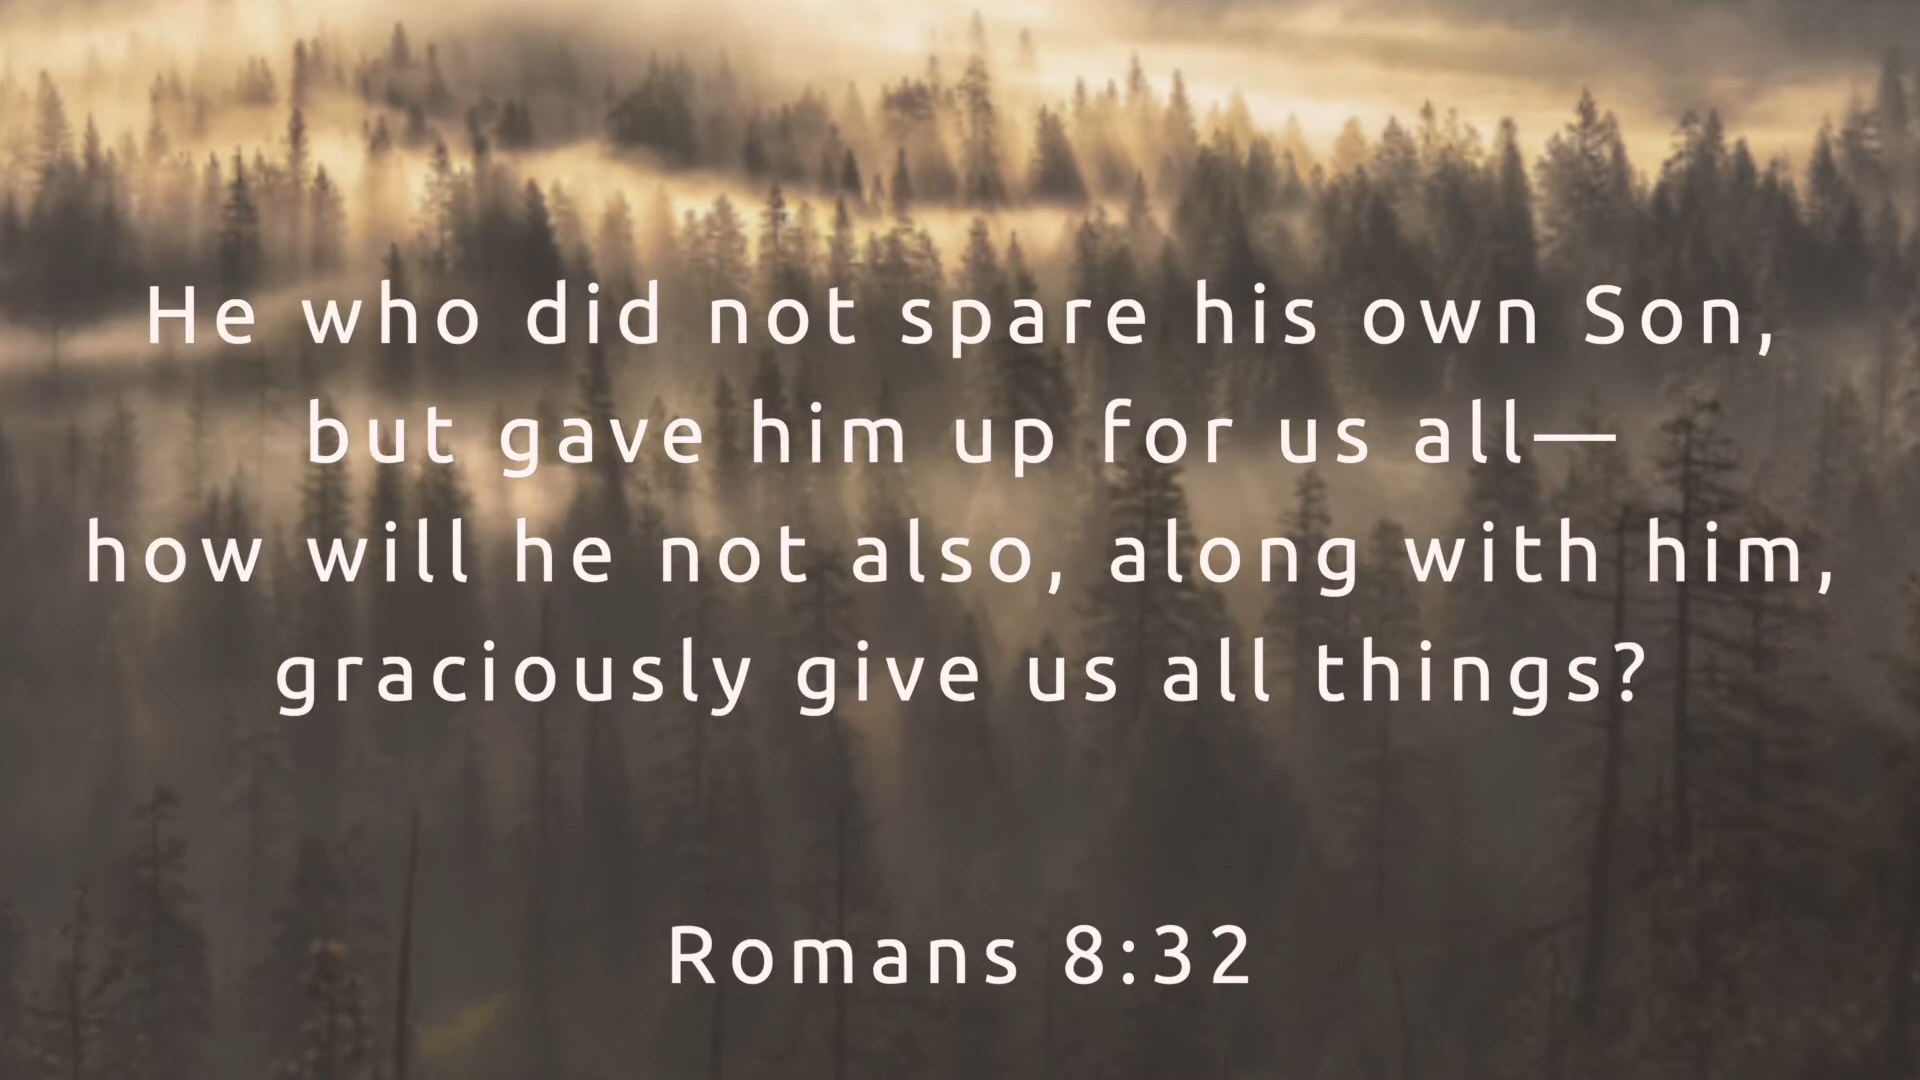 He who did not spare his own Son,
but gave him up for us all—
how will he not also, along with him,
graciously give us all things?
Romans 8:32